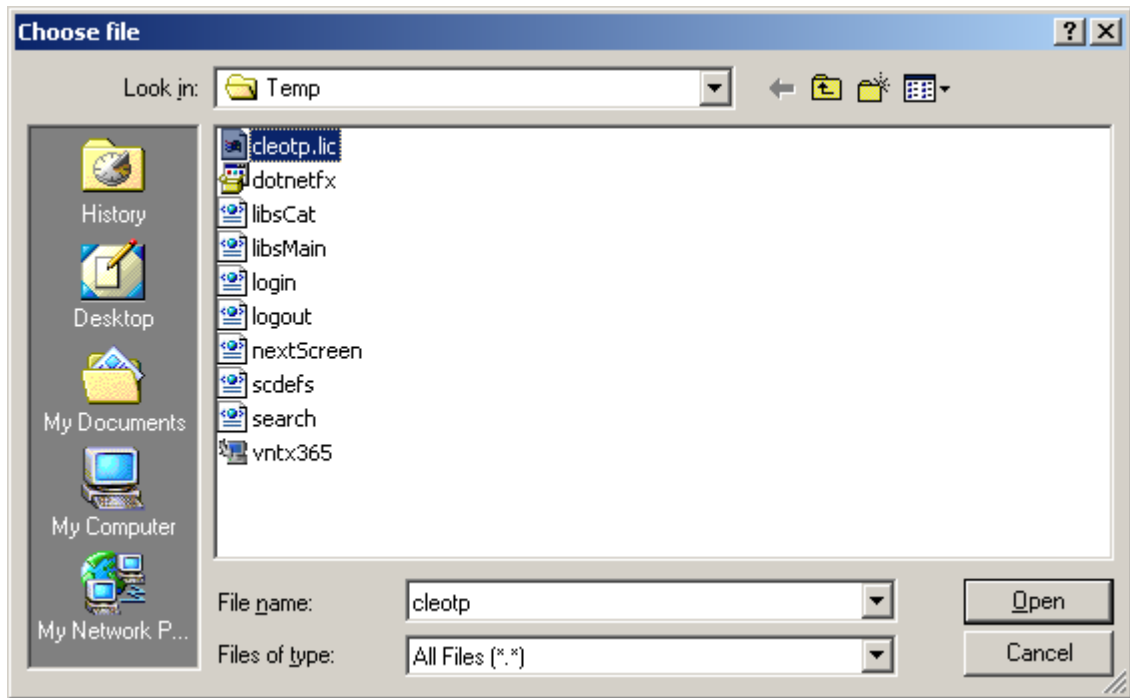 Choose file
Look in: Temp
History
Desktop
My Documents
My Computer
My Network P...
cleotp.lic
dotnetfx
libsCat
libsMain
login
logout
nextScreen
scdefs
search
vntx365
File name: cleotp Open
Files of type: All Files (*.*) Cancel